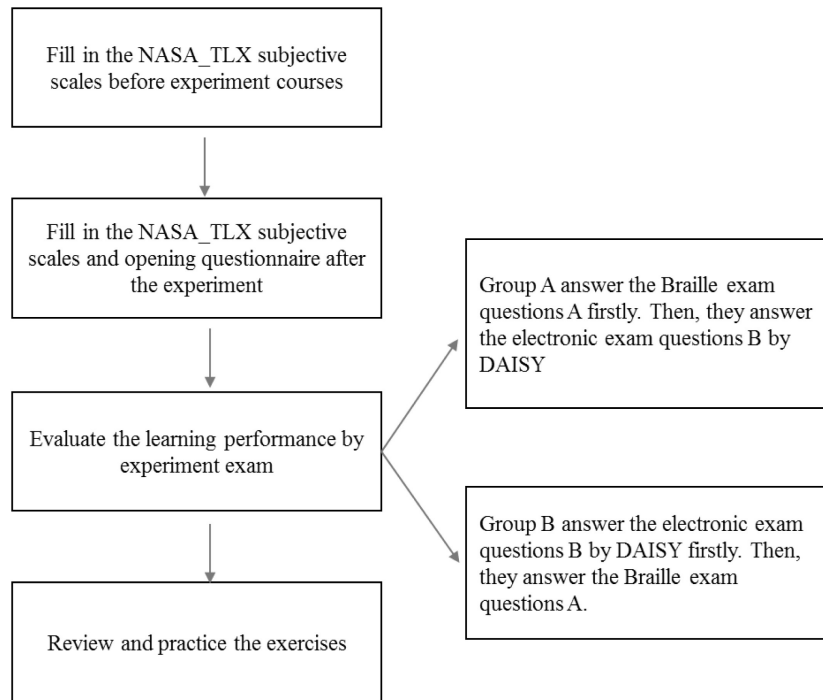 Fill in the NASA_TLX subjective
scales before experiment courses
Fill in the NASA_TLX subjective
scales and opening questionnaire after
the experiment
Evaluate the learning performance by
experiment exam
Review and practice the exercises
Group A answer the Braille exam
questions A firstly. Then, they answer
the electronic exam questions B by
DAISY
Group B answer the electronic exam
questions B by DAISY firstly. Then,
they answer the Braille exam
questions A.